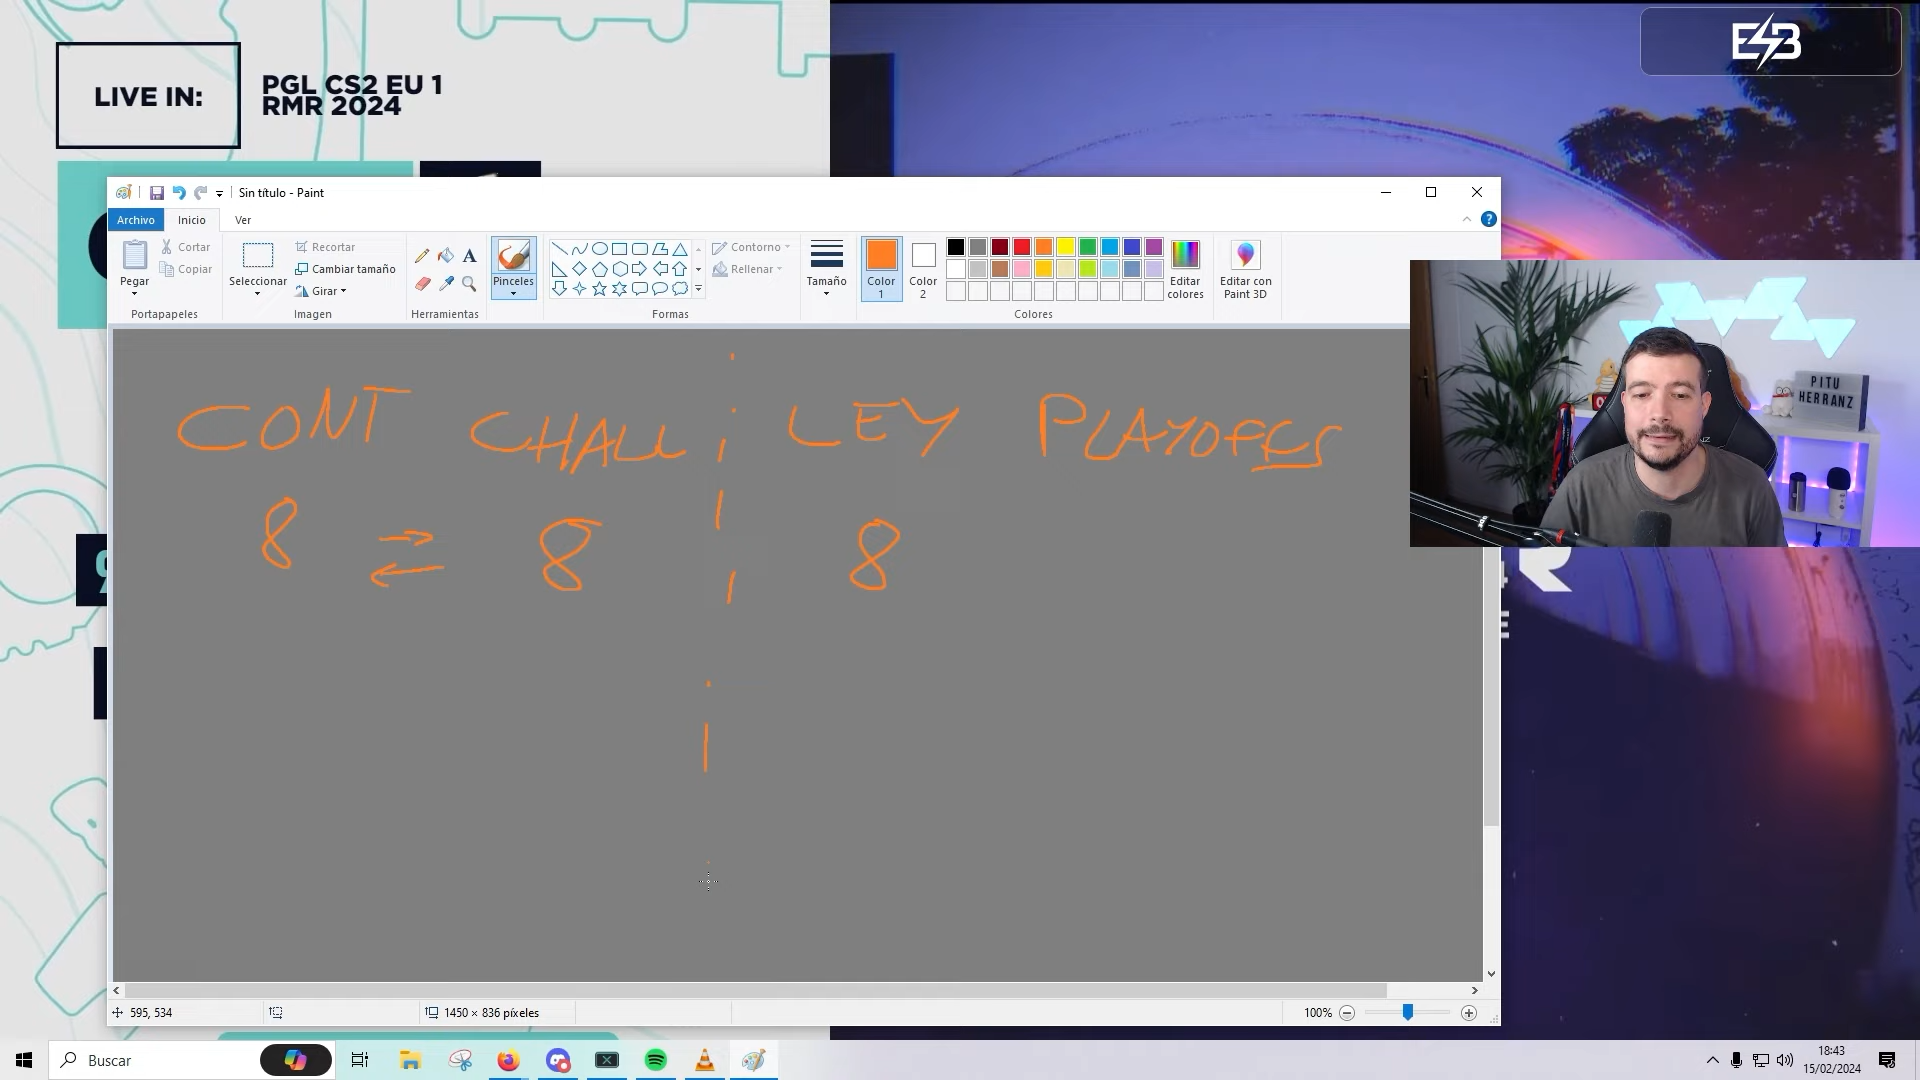 LIVE IN:
PGL CS2 EU 1
RMR 2024
Sin título - Paint
Archivo
Inicio
Ver
Pegar
Cortar
Copiar
Portapapeles
Seleccionar
Recortar
Cambiar tamaño
Girar
Imagen
Herramientas
Pinceles
Formas
Contorno
Rellenar
Tamaño
Color 1
Color 2
Editar colores
Colores
Editar con Paint 3D
CONT CHALL LEY PLAYOFFS
8 8 8
PITU
HERRANZ
595, 534
1450 × 836 píxeles
100%
Buscar
18:43
15/02/2024